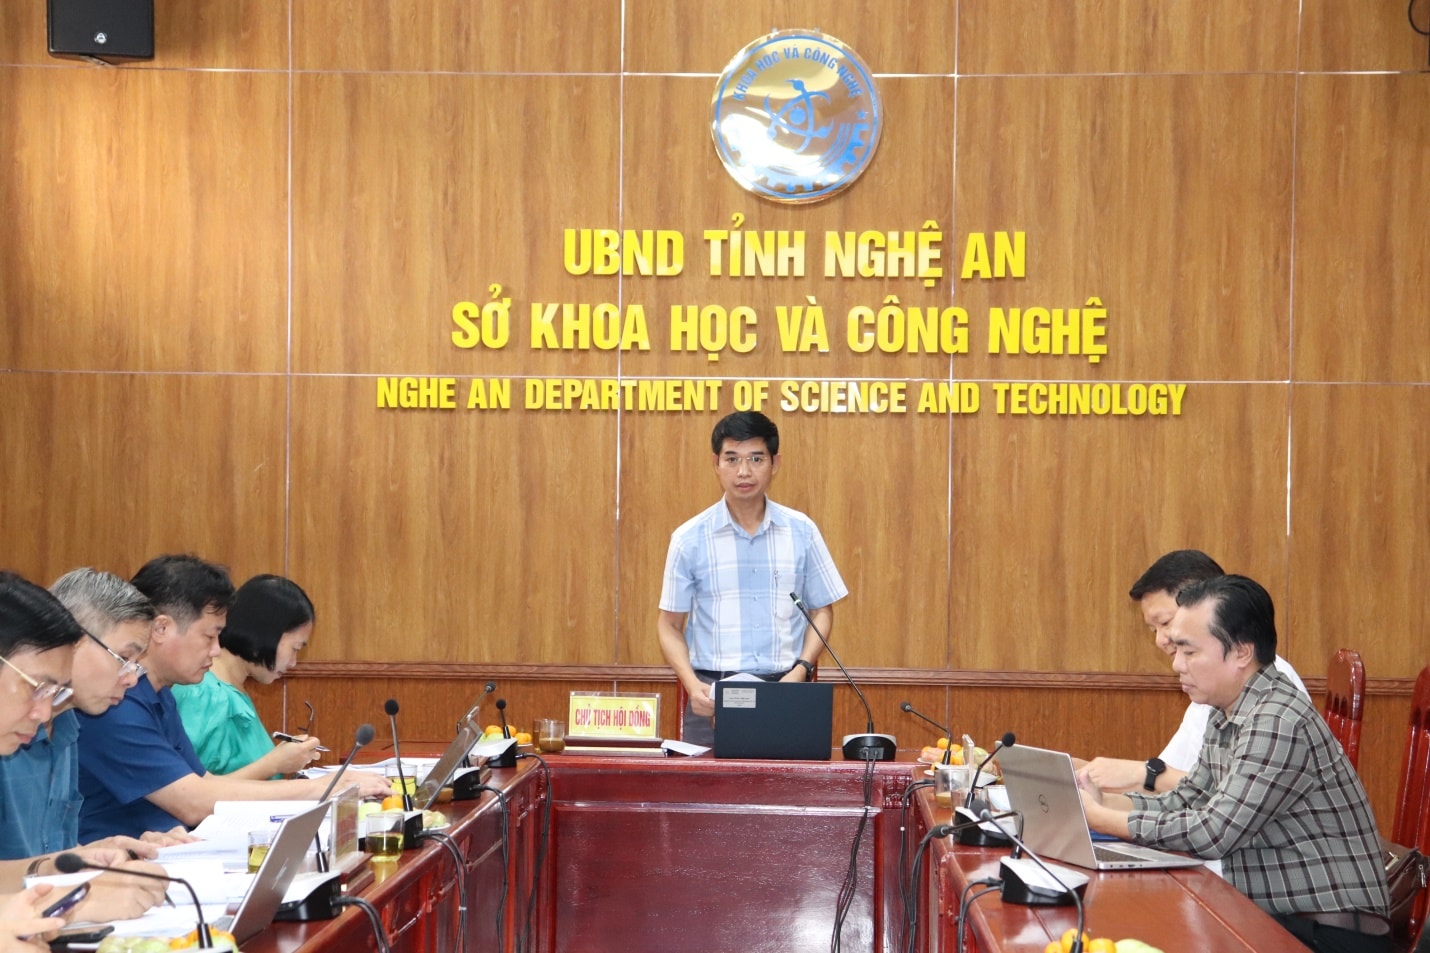 KHOA HỌC VÀ CÔNG NGHỆ
UBND TỈNH NGHỆ AN
SỞ KHOA HỌC VÀ CÔNG NGHỆ
NGHE AN DEPARTMENT OF SCIENCE AND TECHNOLOGY
CHỦ TỊCH HỘI ĐỒNG